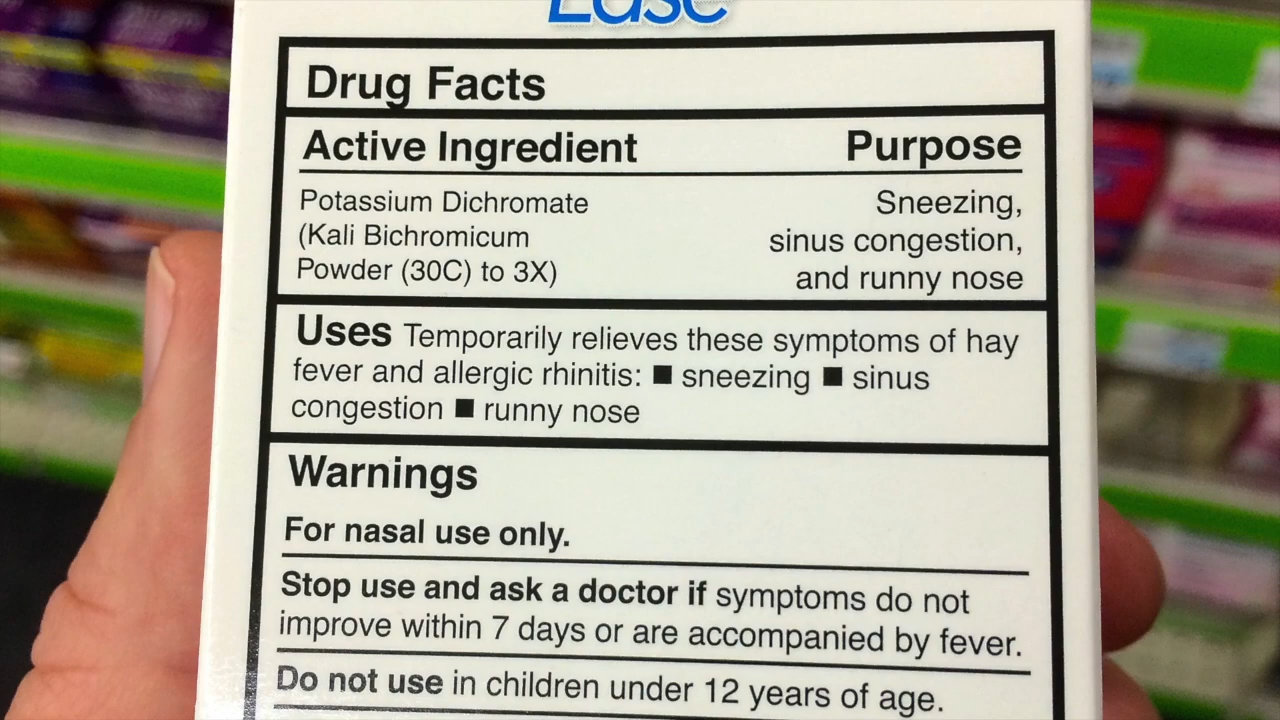 Ease
Drug Facts
Active Ingredient Purpose
Potassium Dichromate Sneezing,
(Kali Bichromicum sinus congestion,
Powder (30C) to 3X) and runny nose
Uses Temporarily relieves these symptoms of hay
fever and allergic rhinitis: ■ sneezing ■ sinus
congestion ■ runny nose
Warnings
For nasal use only.
Stop use and ask a doctor if symptoms do not
improve within 7 days or are accompanied by fever.
Do not use in children under 12 years of age.